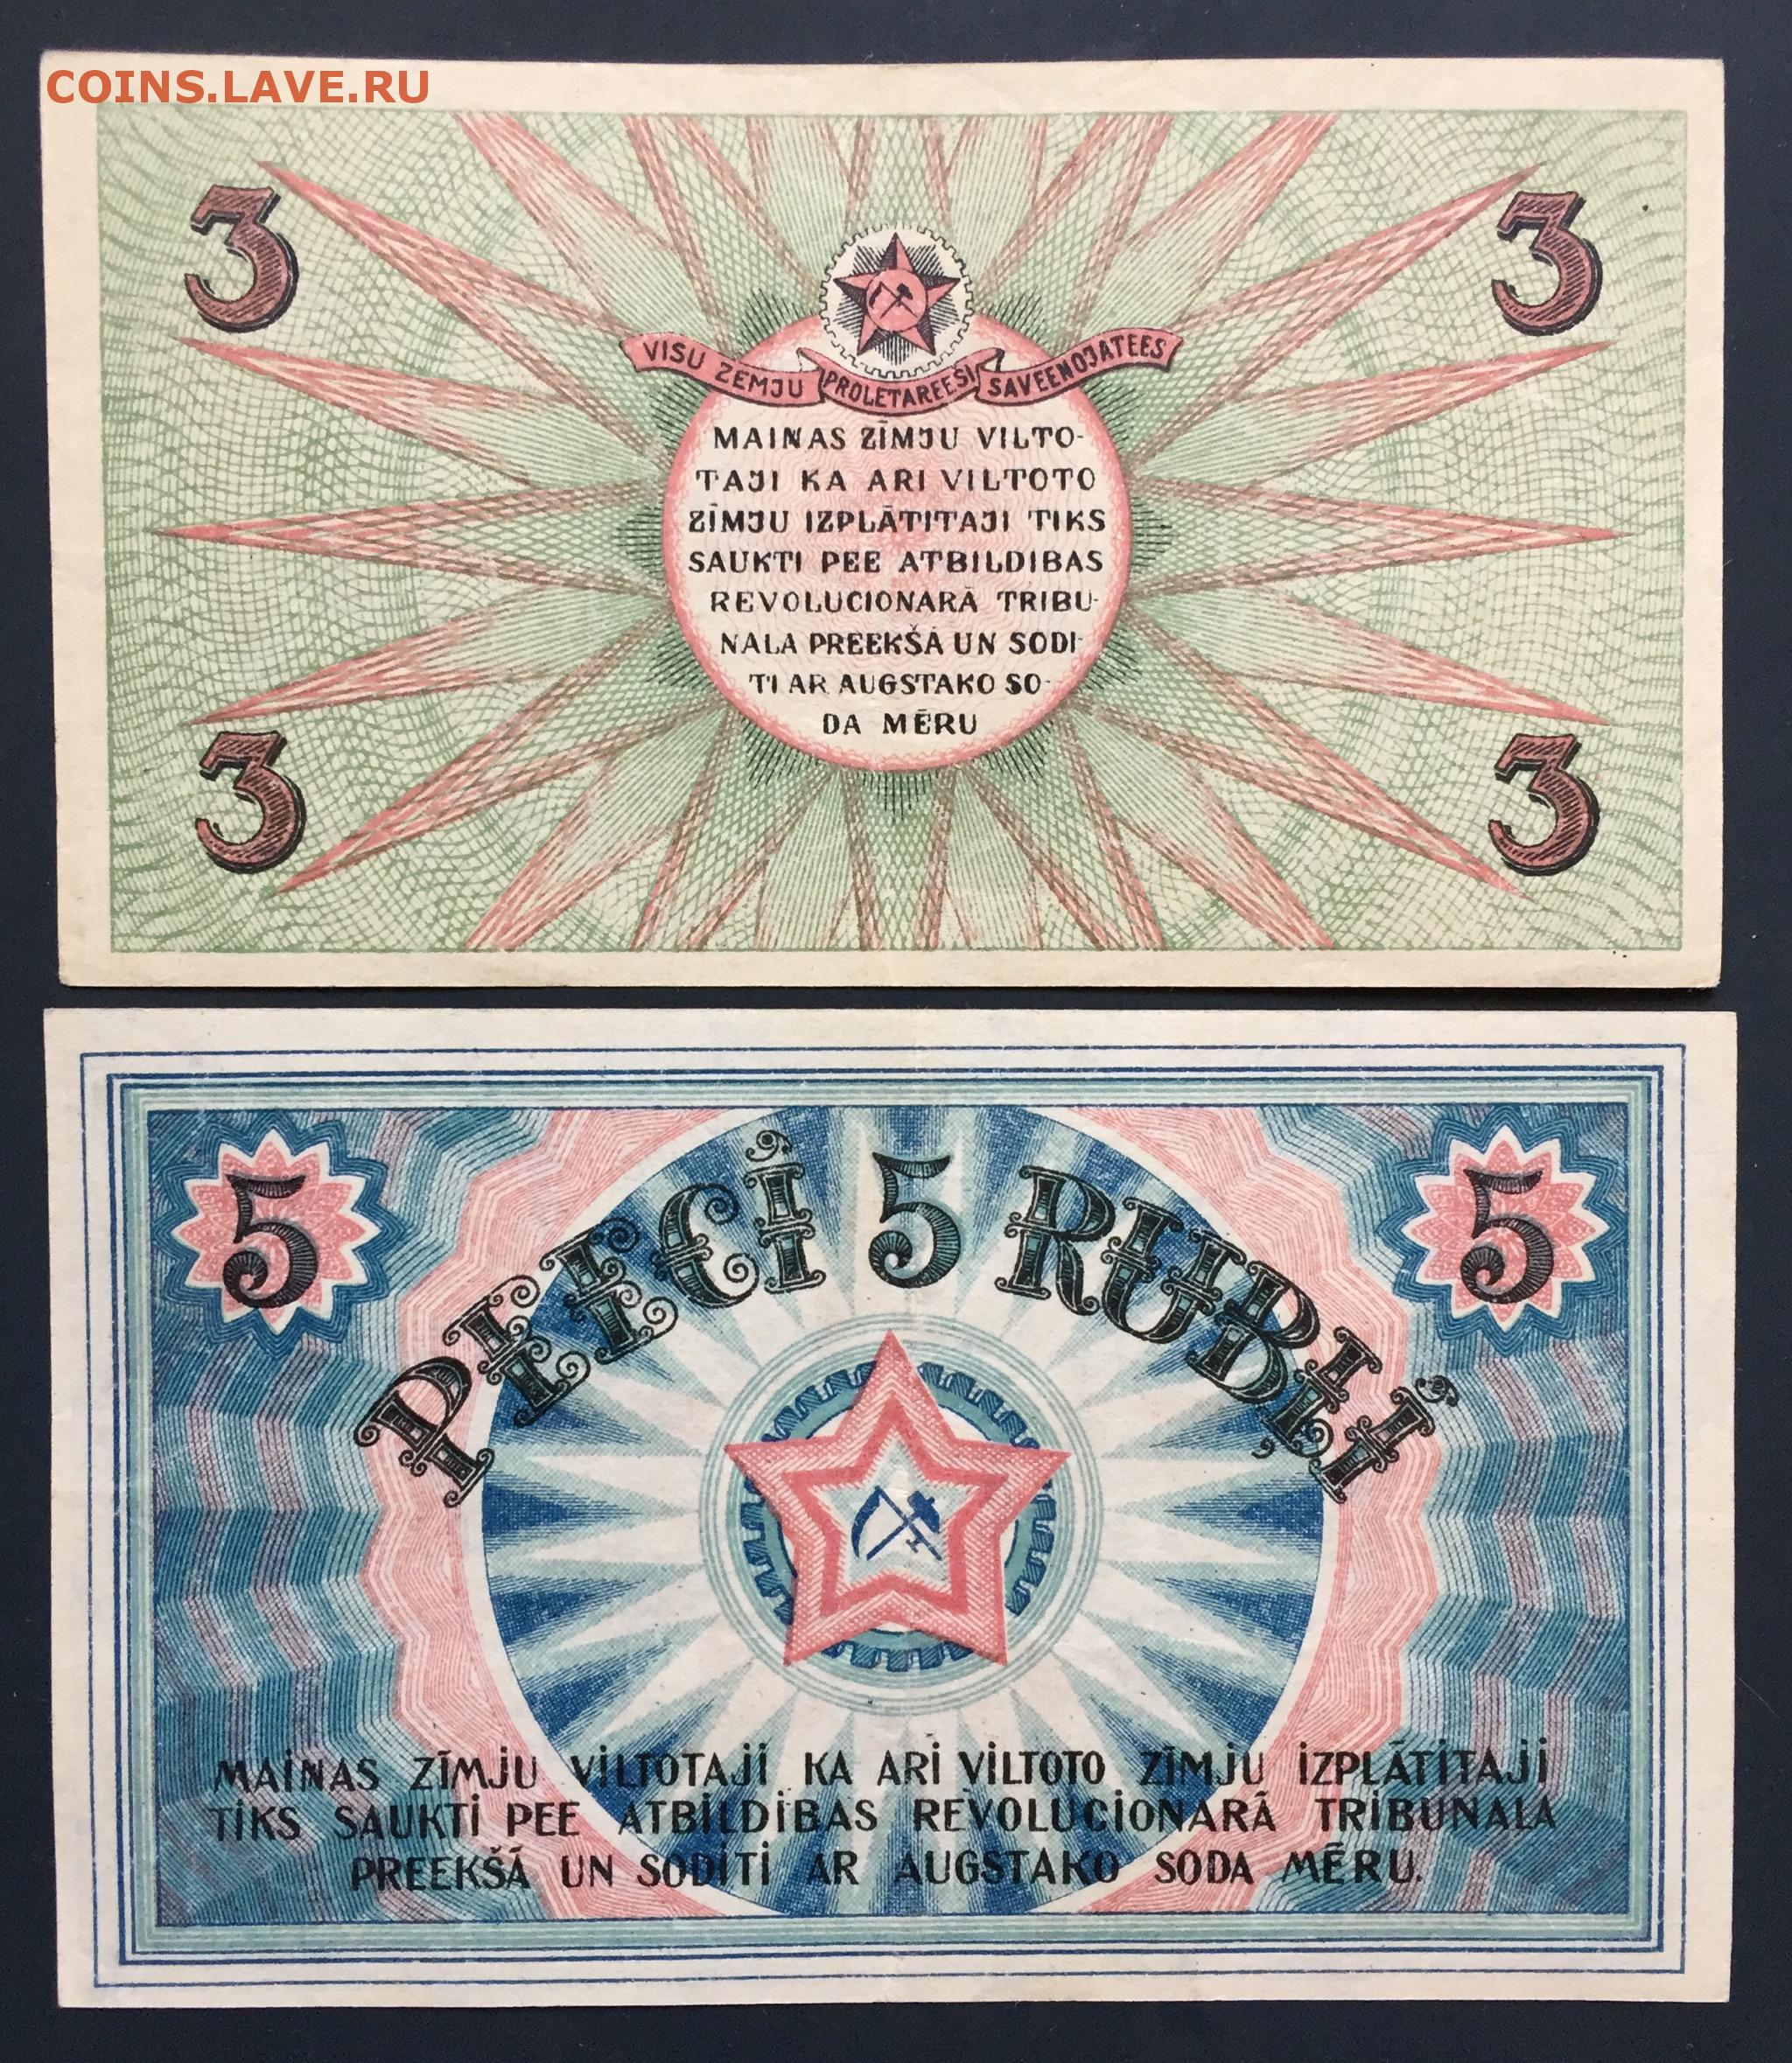 COINS.LAVE.RU
3 3
VISU ZEMJU PROLETAREEŠI SAVEENOJATEES
MAINAS ZĪMJU VILTO-
TAJI KA ARI VILTOTO
ZĪMJU IZPLĀTITAJI TIKS
SAUKTI PEE ATBILDIBAS
REVOLUCIONARĀ TRIBU-
NALA PREEKŠĀ UN SODI-
TI AR AUGSTAKO SO-
DA MĒRU
3 3
5 PEECI 5 RUBĻI 5
MAINAS ZĪMJU VILTOTAJI KA ARI VILTOTO ZĪMJU IZPLĀTITAJI
TIKS SAUKTI PEE ATBILDIBAS REVOLUCIONARĀ TRIBUNALA
PREEKŠĀ UN SODITI AR AUGSTAKO SODA MĒRU.